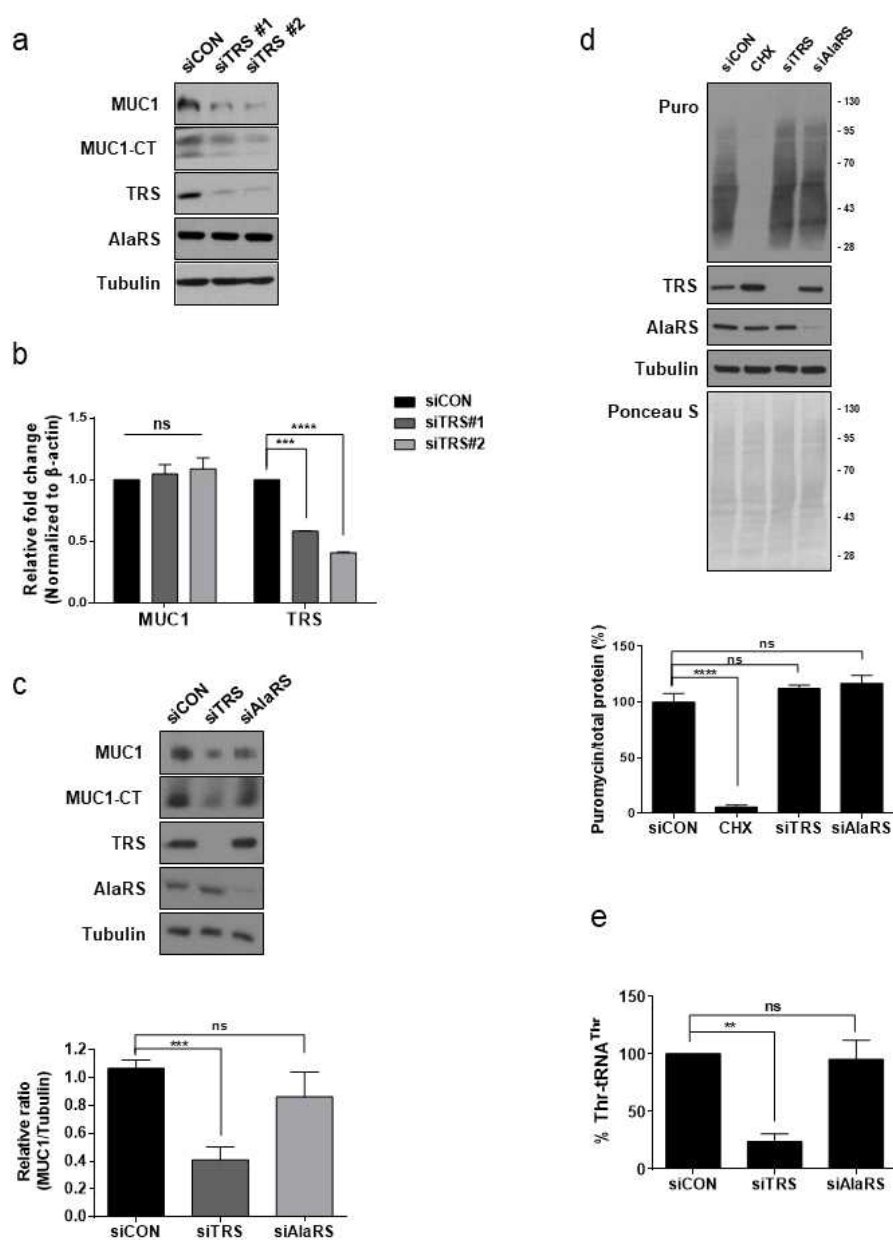 a
siCON siTRS #1 siTRS #2
MUC1
MUC1-CT
TRS
AlaRS
Tubulin
b
Relative fold change
(Normalized to β-actin)
1.5
1.0
0.5
0.0
ns
***
****
MUC1 TRS
siCON
siTRS#1
siTRS#2
c
siCON siTRS siAlaRS
MUC1
MUC1-CT
TRS
AlaRS
Tubulin
Relative ratio
(MUC1/Tubulin)
1.2
1.0
0.8
0.6
0.4
0.2
0.0
ns
***
siCON siTRS siAlaRS
d
siCON CHX siTRS siAlaRS
Puro
- 130
- 95
- 70
- 43
- 28
TRS
AlaRS
Tubulin
Ponceau S
- 130
- 95
- 70
- 43
- 28
Puromycin/total protein (%)
150
100
50
0
ns
ns
****
siCON CHX siTRS siAlaRS
e
% Thr-tRNAThr
150
100
50
0
ns
**
siCON siTRS siAlaRS